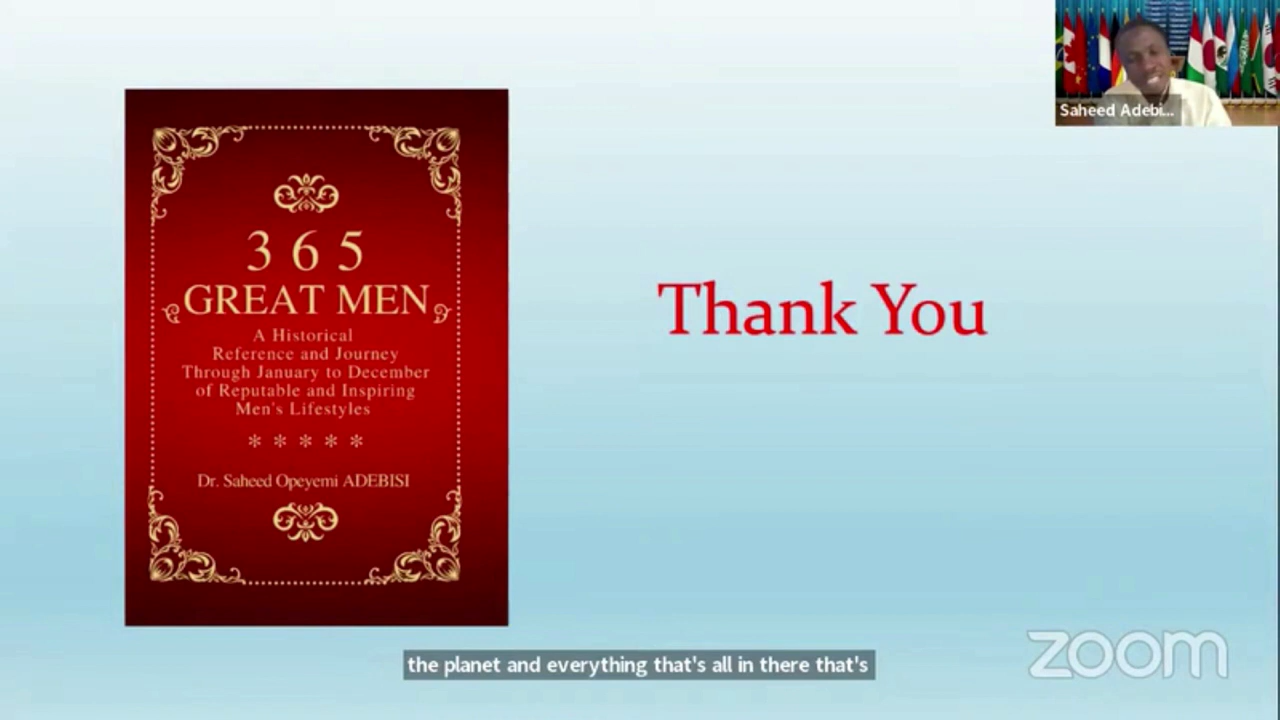 Saheed Adebi...
3 6 5
GREAT MEN
A Historical
Reference and Journey
Through January to December
of Reputable and Inspiring
Men's Lifestyles
* * * * *
Dr. Saheed Opeyemi ADEBISI
Thank You
the planet and everything that's all in there that's
zoom